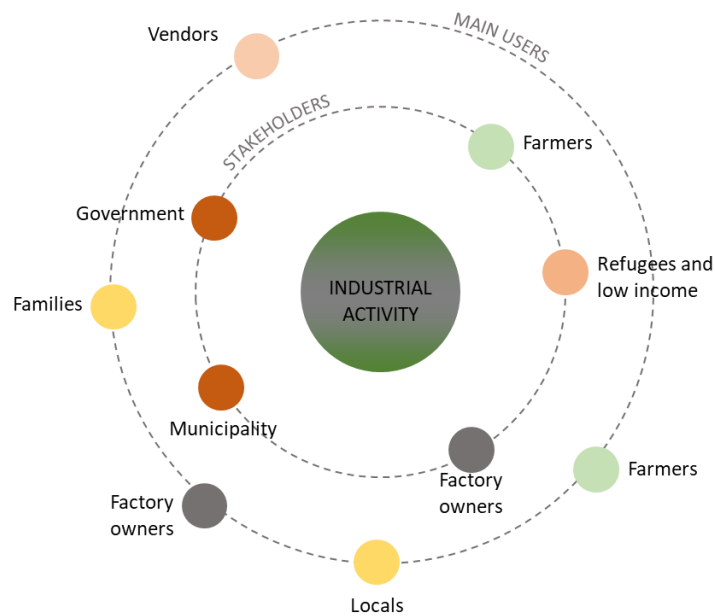 MAIN USERS
Vendors
STAKEHOLDERS
Farmers
Government
Refugees and
low income
INDUSTRIAL
ACTIVITY
Families
Municipality
Farmers
Factory
owners
Factory
owners
Locals